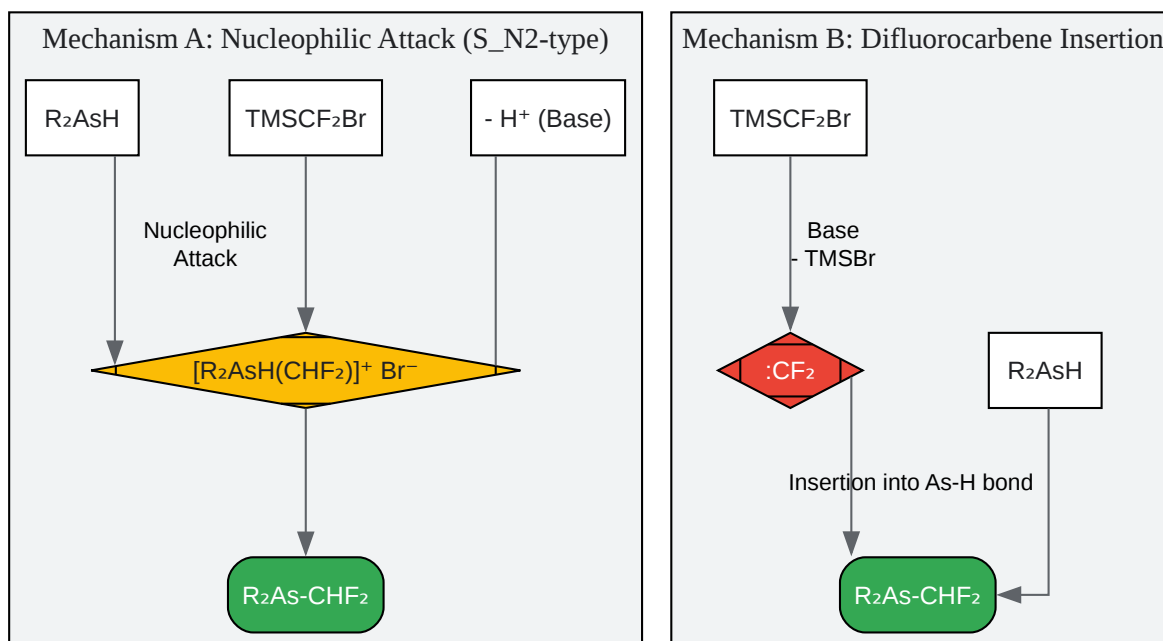 Mechanism A: Nucleophilic Attack (S_N2-type)
R₂AsH
TMSCF₂Br
- H⁺ (Base)
Nucleophilic
Attack
[R₂AsH(CHF₂)]⁺ Br⁻
R₂As-CHF₂
Mechanism B: Difluorocarbene Insertion
TMSCF₂Br
Base
- TMSBr
:CF₂
R₂AsH
Insertion into As-H bond
R₂As-CHF₂